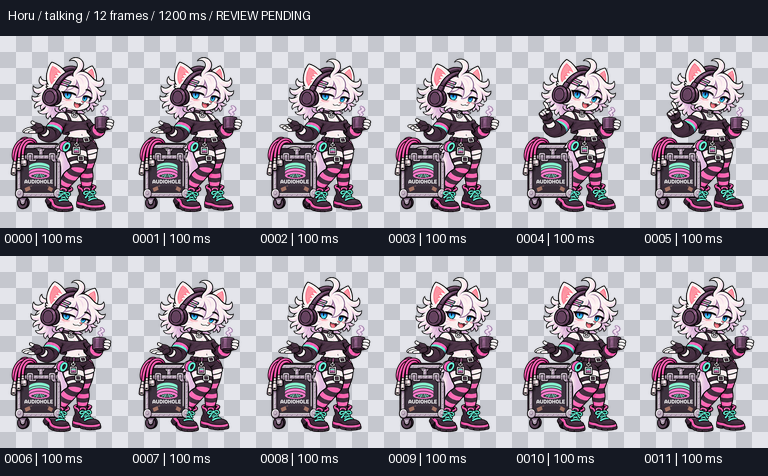 Horu / talking / 12 frames / 1200 ms / REVIEW PENDING
AUDIOHOLE AUDIOHOLE AUDIOHOLE AUDIOHOLE AUDIOHOLE AUDIOHOLE
0000 | 100 ms 0001 | 100 ms 0002 | 100 ms 0003 | 100 ms 0004 | 100 ms 0005 | 100 ms
AUDIOHOLE AUDIOHOLE AUDIOHOLE AUDIOHOLE AUDIOHOLE AUDIOHOLE
0006 | 100 ms 0007 | 100 ms 0008 | 100 ms 0009 | 100 ms 0010 | 100 ms 0011 | 100 ms